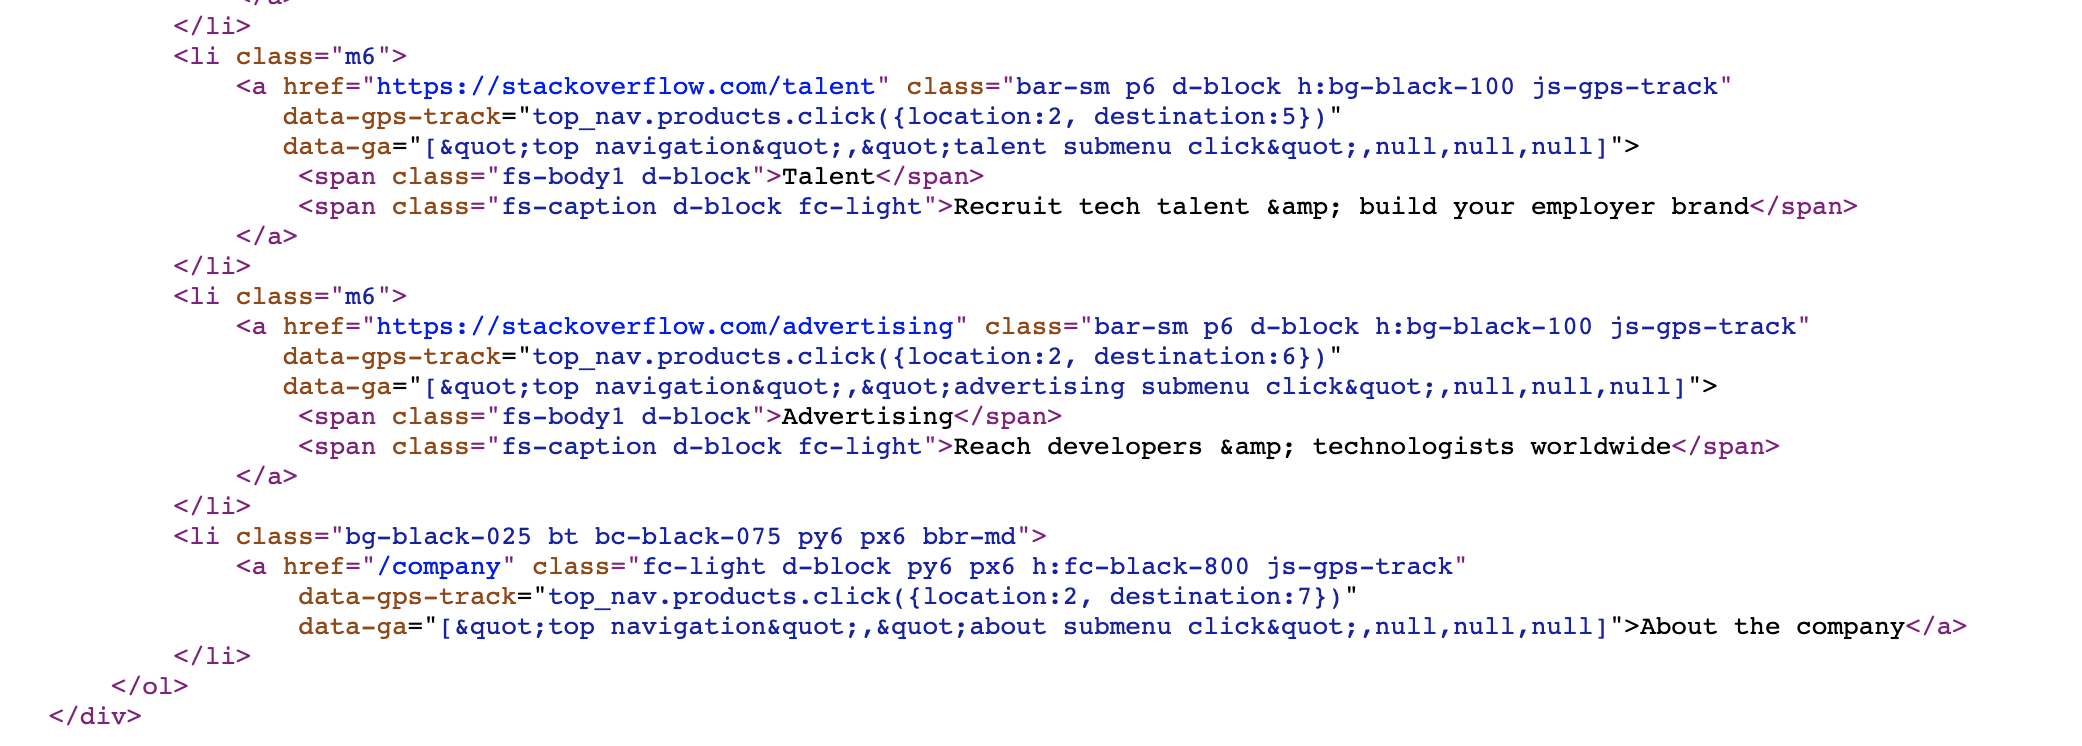 </a>
</li>
<li class="m6">
<a href="https://stackoverflow.com/talent" class="bar-sm p6 d-block h:bg-black-100 js-gps-track"
data-gps-track="top_nav.products.click({location:2, destination:5})"
data-ga="[&quot;top navigation&quot;,&quot;talent submenu click&quot;,null,null,null]">
<span class="fs-body1 d-block">Talent</span>
<span class="fs-caption d-block fc-light">Recruit tech talent &amp; build your employer brand</span>
</a>
</li>
<li class="m6">
<a href="https://stackoverflow.com/advertising" class="bar-sm p6 d-block h:bg-black-100 js-gps-track"
data-gps-track="top_nav.products.click({location:2, destination:6})"
data-ga="[&quot;top navigation&quot;,&quot;advertising submenu click&quot;,null,null,null]">
<span class="fs-body1 d-block">Advertising</span>
<span class="fs-caption d-block fc-light">Reach developers &amp; technologists worldwide</span>
</a>
</li>
<li class="bg-black-025 bt bc-black-075 py6 px6 bbr-md">
<a href="/company" class="fc-light d-block py6 px6 h:fc-black-800 js-gps-track"
data-gps-track="top_nav.products.click({location:2, destination:7})"
data-ga="[&quot;top navigation&quot;,&quot;about submenu click&quot;,null,null,null]">About the company</a>
</li>
</ol>
</div>